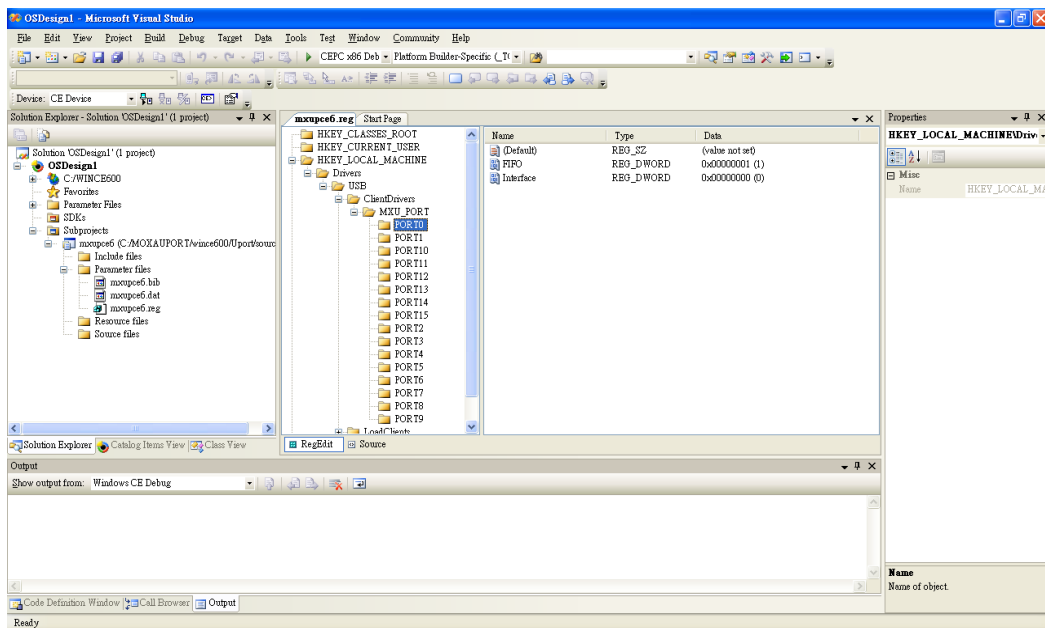 OSDesign1 - Microsoft Visual Studio
File Edit View Project Build Debug Target Data Tools Test Window Community Help
CEPC x86 Deb Platform Builder-Specific (_T(
Device: CE Device
Solution Explorer - Solution 'OSDesign1' (1 project)
Solution 'OSDesign1' (1 project)
OSDesign1
C:/WINCE600
Favorites
Parameter Files
SDKs
Subprojects
mxupce6 (C:/MOXAUPORT/wince600/Uport/sourc
Include files
Parameter files
mxupce6.bib
mxupce6.dat
mxupce6.reg
Resource files
Source files
Solution Explorer Catalog Items View Class View
mxupce6.reg Start Page
HKEY_CLASSES_ROOT
HKEY_CURRENT_USER
HKEY_LOCAL_MACHINE
Drivers
USB
ClientDrivers
MXU_PORT
PORT0
PORT1
PORT10
PORT11
PORT12
PORT13
PORT14
PORT15
PORT2
PORT3
PORT4
PORT5
PORT6
PORT7
PORT8
PORT9
LoadClients
RegEdit Source
Name Type Data
(Default) REG_SZ (value not set)
FIFO REG_DWORD 0x00000001 (1)
Interface REG_DWORD 0x00000000 (0)
Properties
HKEY_LOCAL_MACHINE\Drive
Misc
Name HKEY_LOCAL_MA
Name
Name of object.
Output
Show output from: Windows CE Debug
Code Definition Window Call Browser Output
Ready